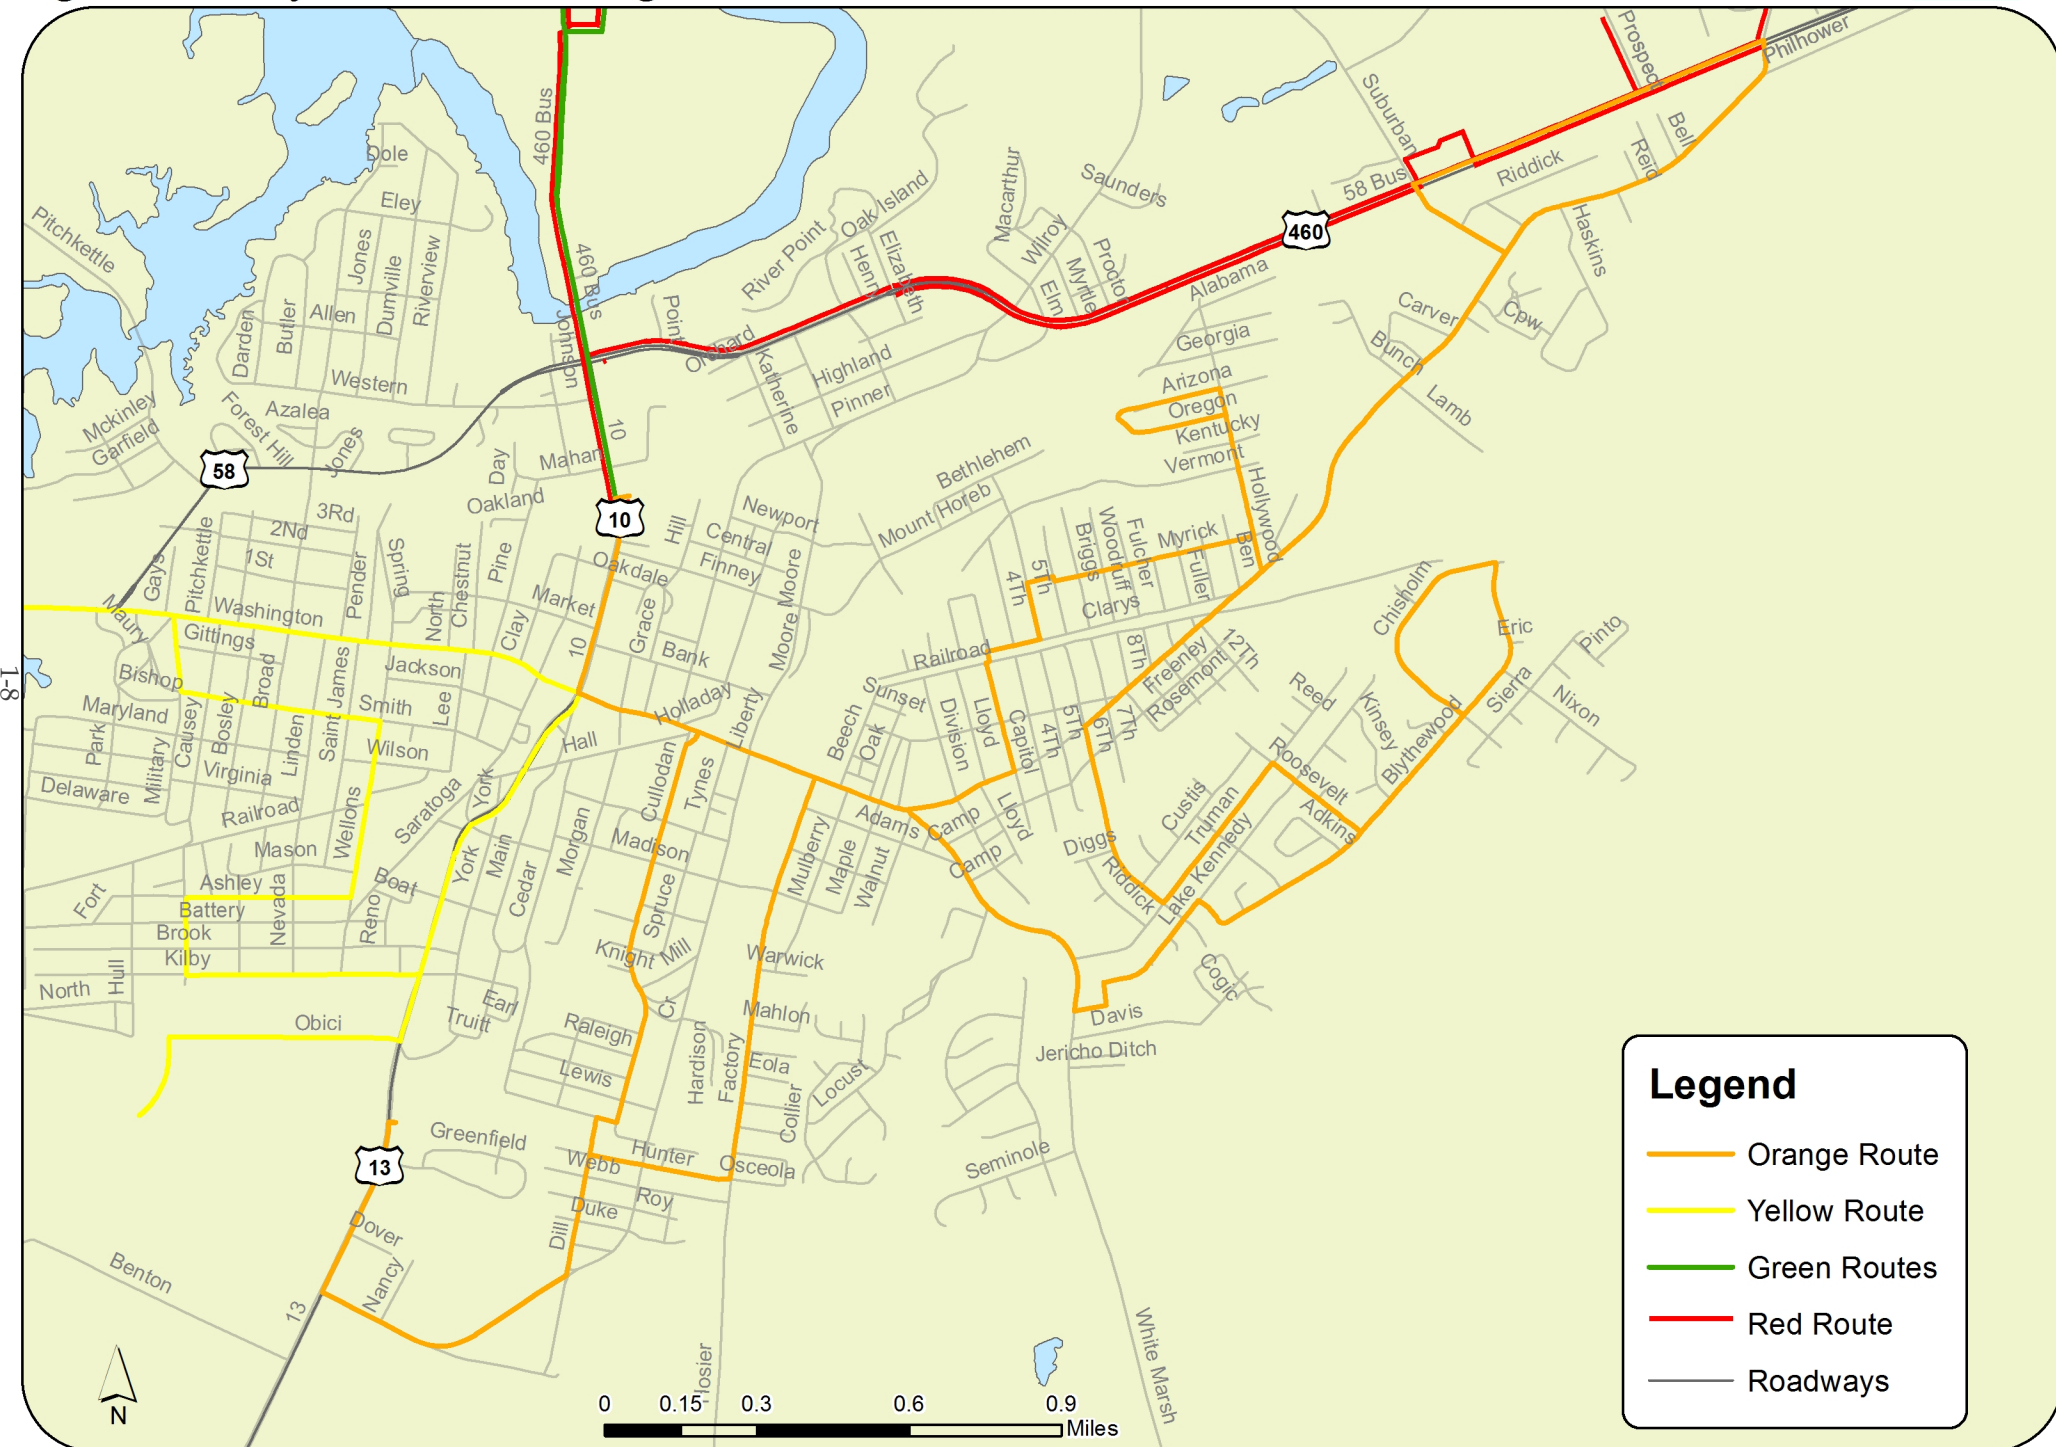 Prospect
Philhower
460 Bus
Suburban
Bell
Reid
Riddick
58 Bus
Dole
Eley
Pitchkettle
Jones
Dumville
Riverview
Allen
Butler
Darden
Western
Azalea
Forest Hill
Jones
Mckinley
Garfield
58
460 Bus
Johnson
Point
Orchard
River Point
Oak Island
Henn
Elizabeth
Macarthur
Saunders
Wilroy
Proctor
Myrtle
Elm
460
Alabama
Haskins
Cpw
Carver
Bunch
Lamb
Georgia
Arizona
Oregon
Kentucky
Vermont
Hollywood
Katherine
Highland
Pinner
10
Mahan
Day
Oakland
10
Bethlehem
Mount Horeb
Newport
Central
Finney
Hill
Oakdale
Moore
Moore
3Rd
2Nd
1St
Pitchkettle
Gays
Maury
Pender
Spring
North
Chestnut
Pine
Clay
Market
Grace
Bank
10
Washington
Gittings
Jackson
Bishop
Broad
Saint James
Smith
Lee
Wilson
Maryland
Park
Military
Causey
Bosley
Linden
Virginia
Delaware
Railroad
Wellons
Saratoga
York
Hall
Holladay
Liberty
Cullodan
Tynes
Beech
Oak
Sunset
Railroad
Division
Lloyd
Capitol
4Th
5Th
6Th
7Th
8Th
4Th
5Th
Briggs
Woodruff
Fulcher
Myrick
Fuller
Ben
Clarys
Freeney
Rosemont
12Th
Chisholm
Eric
Pinto
Sierra
Nixon
Reed
Kinsey
Blythewood
Roosevelt
Adkins
Custis
Truman
Lake Kennedy
Diggs
Riddick
Lloyd
Camp
Camp
Adams
Mulberry
Maple
Walnut
Madison
Morgan
Main
York
Cedar
Spruce
Knight
Mill
Cr
Mason
Ashley
Battery
Brook
Kilby
Nevada
Reno
Boat
Fort
Hull
North
Obici
Earl
Truitt
Raleigh
Lewis
Hardison
Factory
Warwick
Mahlon
Eola
Collier
Locust
Cogic
Davis
Jericho Ditch
Seminole
White Marsh
Greenfield
Webb
Hunter
Osceola
Roy
Duke
Dill
13
Dover
Nancy
Benton
13
Hosier
1-8
N
0 0.15 0.3 0.6 0.9
Miles
Legend
Orange Route
Yellow Route
Green Routes
Red Route
Roadways